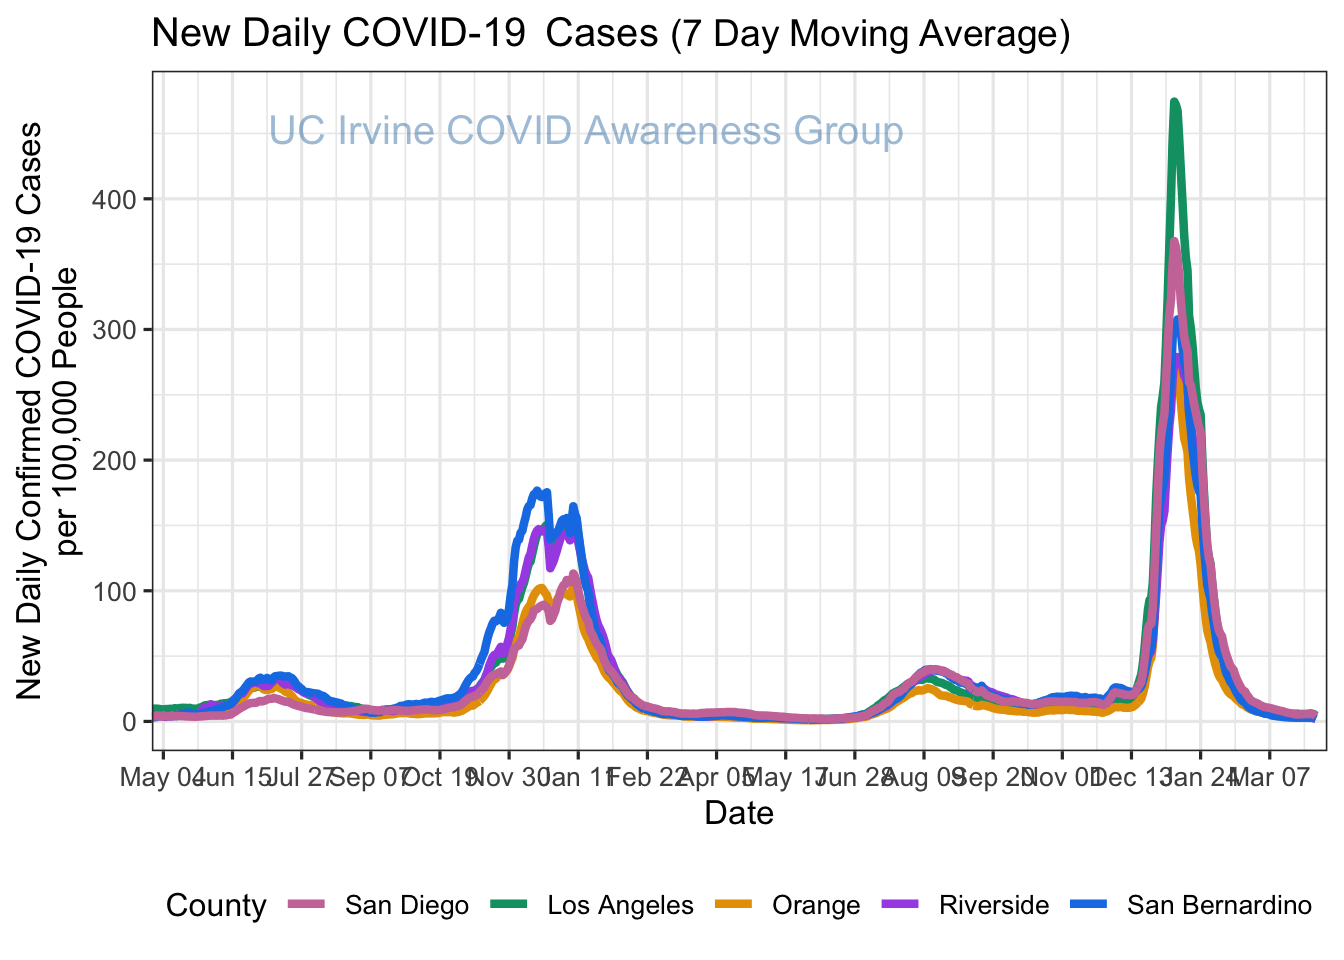 New Daily COVID-19 Cases (7 Day Moving Average)
UC Irvine COVID Awareness Group
New Daily Confirmed COVID-19 Cases
per 100,000 People
400
300
200
100
0
May 04 Jun 15 Jul 27 Sep 07 Oct 19 Nov 30 Jan 11 Feb 22 Apr 05 May 17 Jun 28 Aug 09 Sep 20 Nov 01 Dec 13 Jan 24 Mar 07
Date
County San Diego Los Angeles Orange Riverside San Bernardino